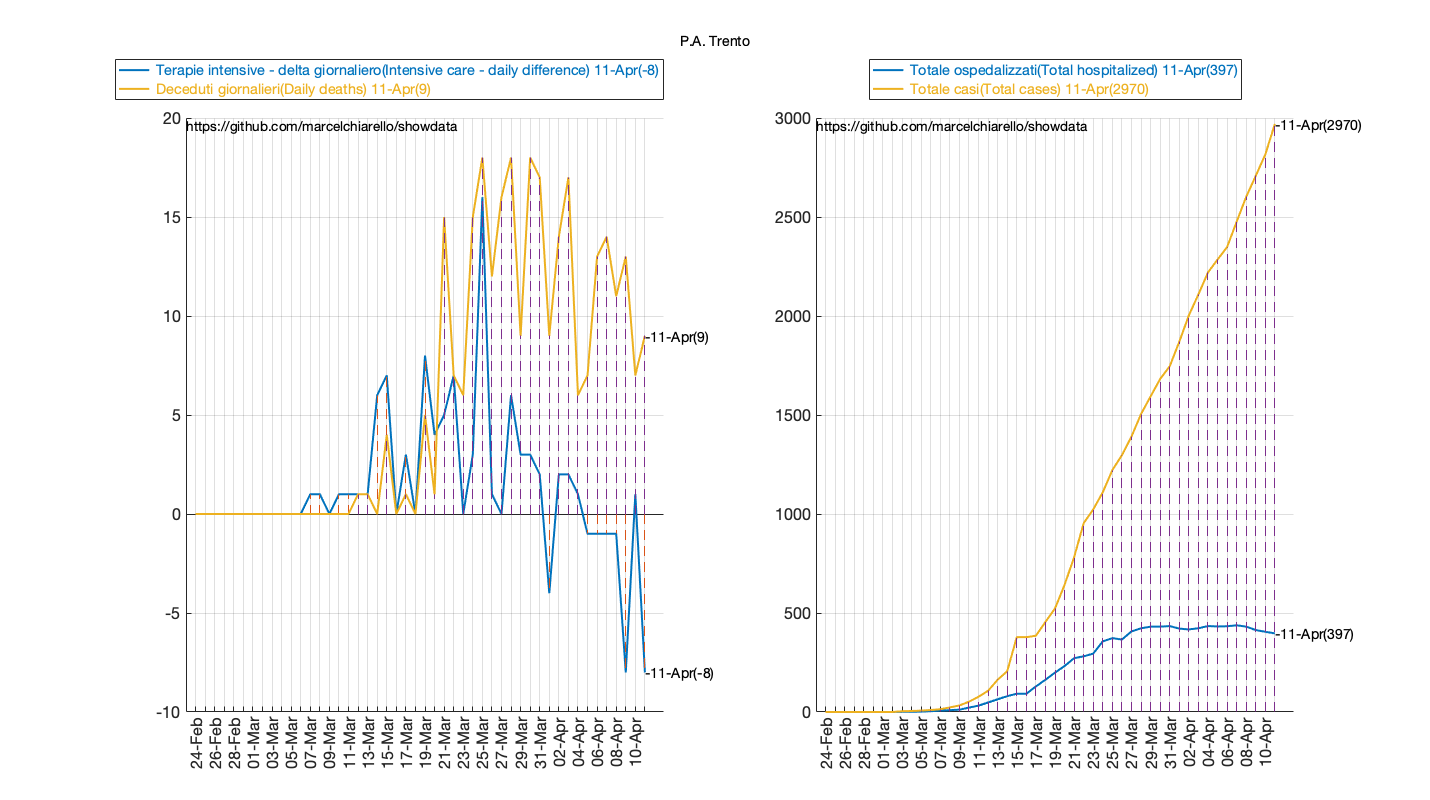 P.A. Trento
Terapie intensive - delta giornaliero(Intensive care - daily difference) 11-Apr(-8)
Deceduti giornalieri(Daily deaths) 11-Apr(9)
https://github.com/marcelchiarello/showdata
20
15
10
5
0
-5
-10
-11-Apr(9)
-11-Apr(-8)
24-Feb
26-Feb
28-Feb
01-Mar
03-Mar
05-Mar
07-Mar
09-Mar
11-Mar
13-Mar
15-Mar
17-Mar
19-Mar
21-Mar
23-Mar
25-Mar
27-Mar
29-Mar
31-Mar
02-Apr
04-Apr
06-Apr
08-Apr
10-Apr
Totale ospedalizzati(Total hospitalized) 11-Apr(397)
Totale casi(Total cases) 11-Apr(2970)
https://github.com/marcelchiarello/showdata
3000
2500
2000
1500
1000
500
0
-11-Apr(2970)
-11-Apr(397)
24-Feb
26-Feb
28-Feb
01-Mar
03-Mar
05-Mar
07-Mar
09-Mar
11-Mar
13-Mar
15-Mar
17-Mar
19-Mar
21-Mar
23-Mar
25-Mar
27-Mar
29-Mar
31-Mar
02-Apr
04-Apr
06-Apr
08-Apr
10-Apr